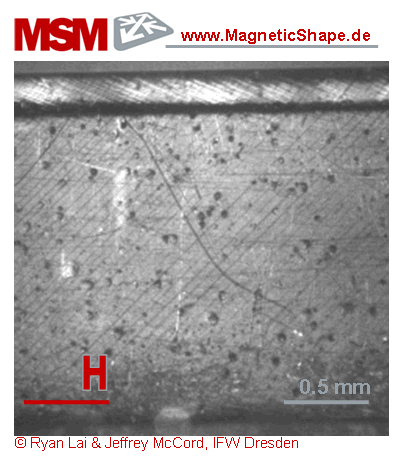 MSM
www.MagneticShape.de
H
0.5 mm
© Ryan Lai & Jeffrey McCord, IFW Dresden